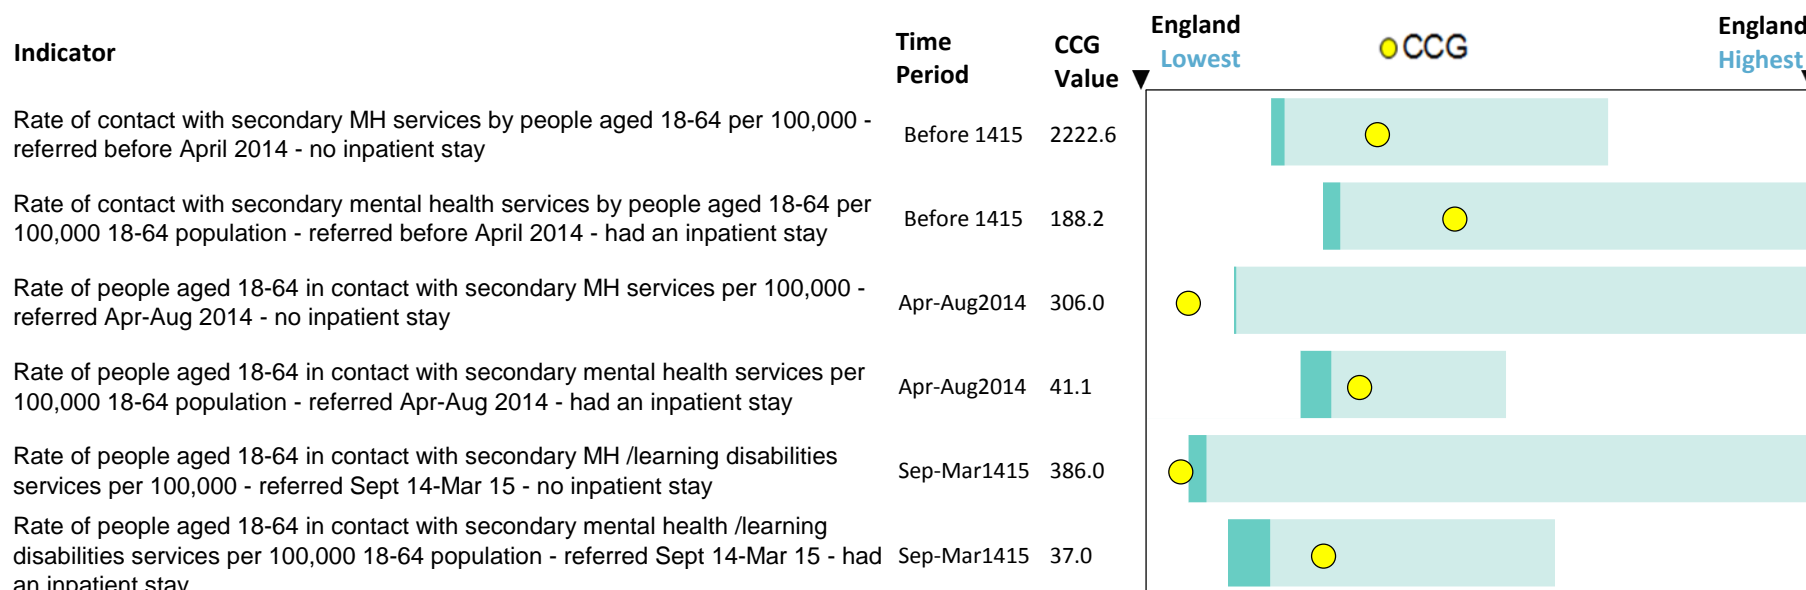 Indicator
Time
Period
CCG
Value
England
Lowest
CCG
England
Highest
Rate of contact with secondary MH services by people aged 18-64 per 100,000 -
referred before April 2014 - no inpatient stay
Before 1415
2222.6
Rate of contact with secondary mental health services by people aged 18-64 per
100,000 18-64 population - referred before April 2014 - had an inpatient stay
Before 1415
188.2
Rate of people aged 18-64 in contact with secondary MH services per 100,000 -
referred Apr-Aug 2014 - no inpatient stay
Apr-Aug2014
306.0
Rate of people aged 18-64 in contact with secondary mental health services per
100,000 18-64 population - referred Apr-Aug 2014 - had an inpatient stay
Apr-Aug2014
41.1
Rate of people aged 18-64 in contact with secondary MH /learning disabilities
services per 100,000 - referred Sept 14-Mar 15 - no inpatient stay
Sep-Mar1415
386.0
Rate of people aged 18-64 in contact with secondary mental health /learning
disabilities services per 100,000 18-64 population - referred Sept 14-Mar 15 - had
an inpatient stay
Sep-Mar1415
37.0